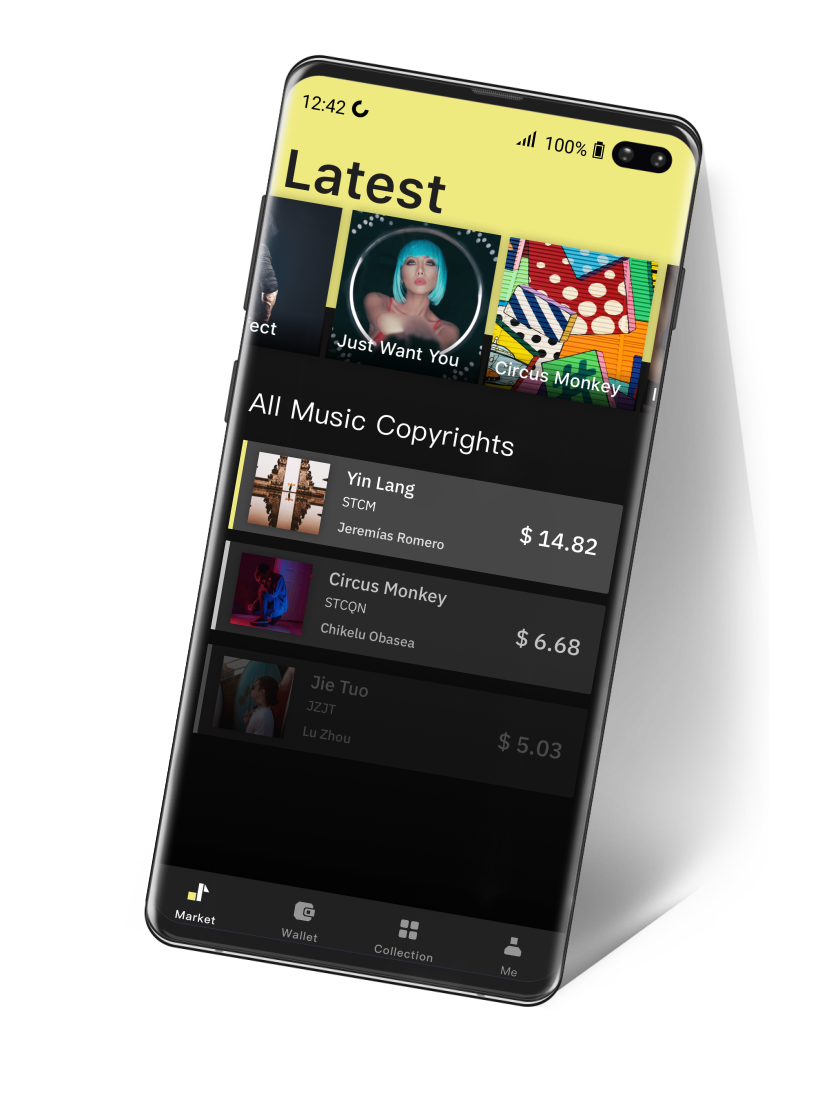 12:42
100%
Latest
ect
Just Want You
Circus Monkey
All Music Copyrights
Yin Lang
STCM
Jeremías Romero
$ 14.82
Circus Monkey
STCQN
Chikelu Obasea
$ 6.68
Jie Tuo
JZJT
Lu Zhou
$ 5.03
Market
Wallet
Collection
Me